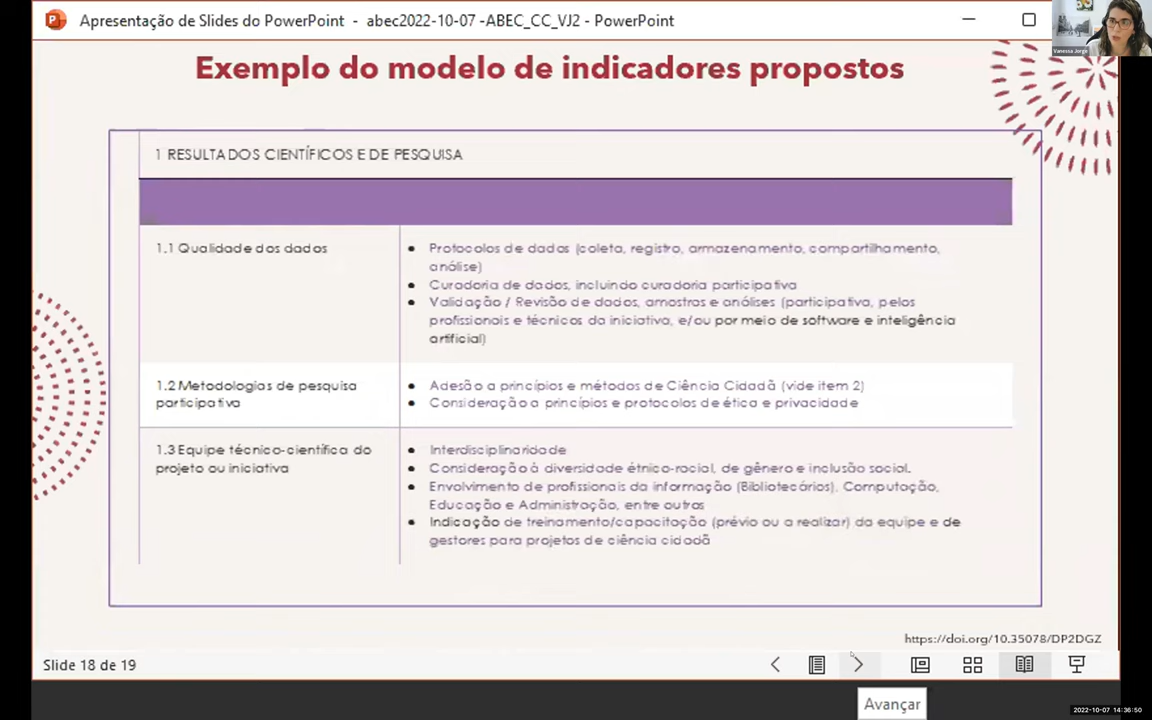 Apresentação de Slides do PowerPoint - abec2022-10-07 -ABEC_CC_VJ2 - PowerPoint
Vanessa Jorge
Exemplo do modelo de indicadores propostos
1 RESULTADOS CIENTÍFICOS E DE PESQUISA
1.1 Qualidade dos dados
• Protocolos de dados (coleta, registro, armazenamento, compartilhamento,
análise)
• Curadoria de dados, incluindo curadoria participativa
• Validação / Revisão de dados, amostras e análises (participativa, pelos
profissionais e técnicos da iniciativa, e/ou por meio de software e inteligência
artificial)
1.2 Metodologias de pesquisa
participativa
• Adesão a princípios e métodos de Ciência Cidadã (vide item 2)
• Consideração a princípios e protocolos de ética e privacidade
1.3 Equipe técnico-científica do
projeto ou iniciativa
• Interdisciplinaridade
• Consideração à diversidade étnico-racial, de gênero e inclusão social.
• Envolvimento de profissionais da informação (Bibliotecários), Computação,
Educação e Administração, entre outros
• Indicação de treinamento/capacitação (prévio ou a realizar) da equipe e de
gestores para projetos de ciência cidadã
https://doi.org/10.35078/DP2DGZ
Slide 18 de 19
Avançar
2022-10-07 14:36:50